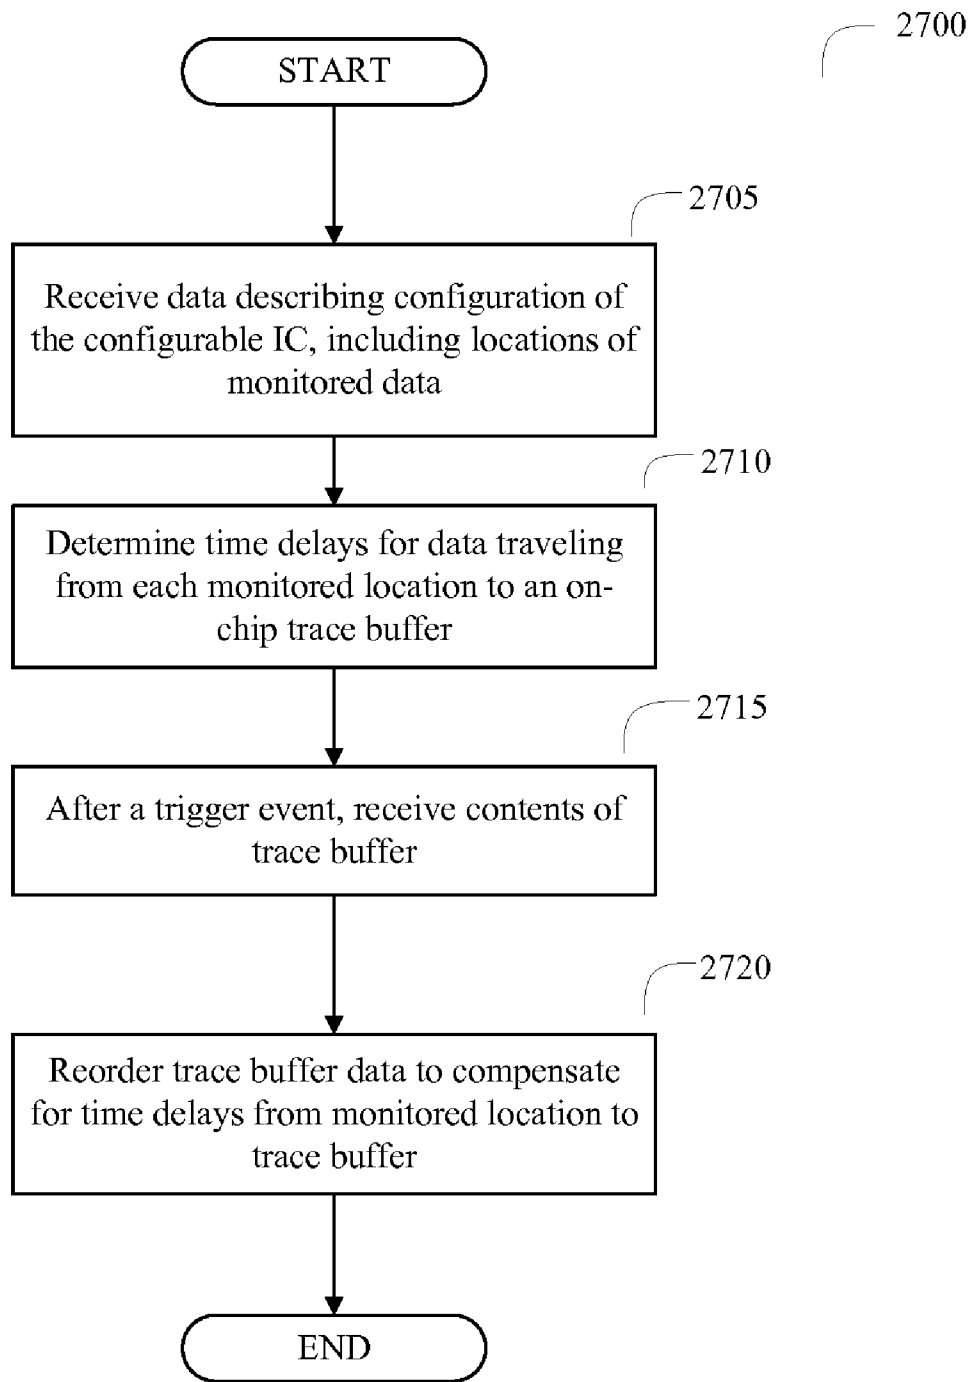 2700
START
2705
Receive data describing configuration of
the configurable IC, including locations of
monitored data
2710
Determine time delays for data traveling
from each monitored location to an on-
chip trace buffer
2715
After a trigger event, receive contents of
trace buffer
2720
Reorder trace buffer data to compensate
for time delays from monitored location to
trace buffer
END